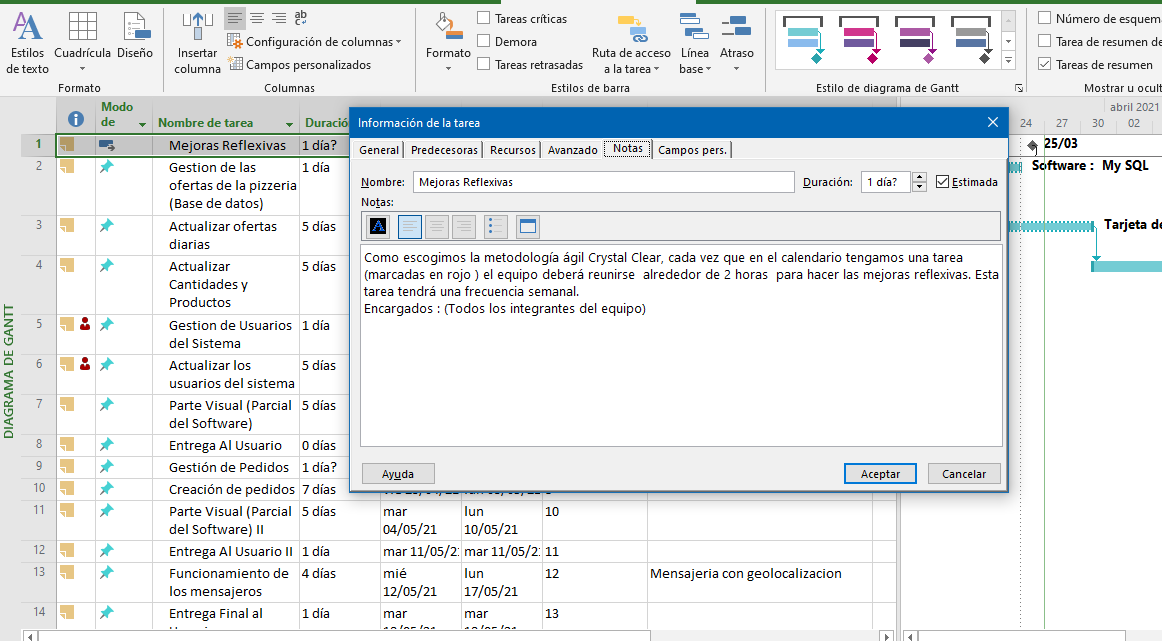 Estilos de texto
Cuadrícula
Diseño
Formato
Insertar columna
ab
Configuración de columnas
Campos personalizados
Columnas
Formato
Tareas críticas
Demora
Tareas retrasadas
Ruta de acceso a la tarea
Línea base
Atraso
Estilos de barra
Estilo de diagrama de Gantt
Número de esquem
Tarea de resumen de
Tareas de resumen
Mostrar u ocult
DIAGRAMA DE GANTT
Modo de
Nombre de tarea
Duració
abril 2021
24 27 30 02
1 Mejoras Reflexivas 1 día?
2 Gestion de las ofertas de la pizzeria (Base de datos) 1 día
3 Actualizar ofertas diarias 5 días
4 Actualizar Cantidades y Productos 5 días
5 Gestion de Usuarios del Sistema 1 día
6 Actualizar los usuarios del sistema 5 días
7 Parte Visual (Parcial del Software) 5 días
8 Entrega Al Usuario 0 días
9 Gestión de Pedidos 1 día?
10 Creación de pedidos 7 días
11 Parte Visual (Parcial del Software) II 5 días mar 04/05/21 lun 10/05/21 10
12 Entrega Al Usuario II 1 día mar 11/05/2 mar 11/05/2 11
13 Funcionamiento de los mensajeros 4 días mié 12/05/21 lun 17/05/21 12 Mensajeria con geolocalizacion
14 Entrega Final al 1 día mar mar 13
25/03
Software : My SQL
Tarjeta de
Información de la tarea
General Predecesoras Recursos Avanzado Notas Campos pers.
Nombre: Mejoras Reflexivas Duración: 1 día? Estimada
Notas:
A
Como escogimos la metodología ágil Crystal Clear, cada vez que en el calendario tengamos una tarea
(marcadas en rojo ) el equipo deberá reunirse alrededor de 2 horas para hacer las mejoras reflexivas. Esta
tarea tendrá una frecuencia semanal.
Encargados : (Todos los integrantes del equipo)
Ayuda Aceptar Cancelar